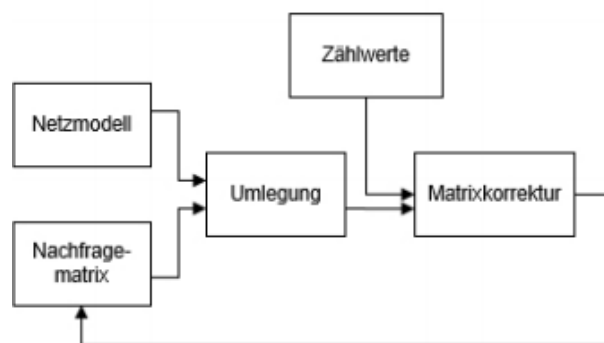 Zählwerte
Netzmodell
Umlegung
Matrixkorrektur
Nachfrage-
matrix